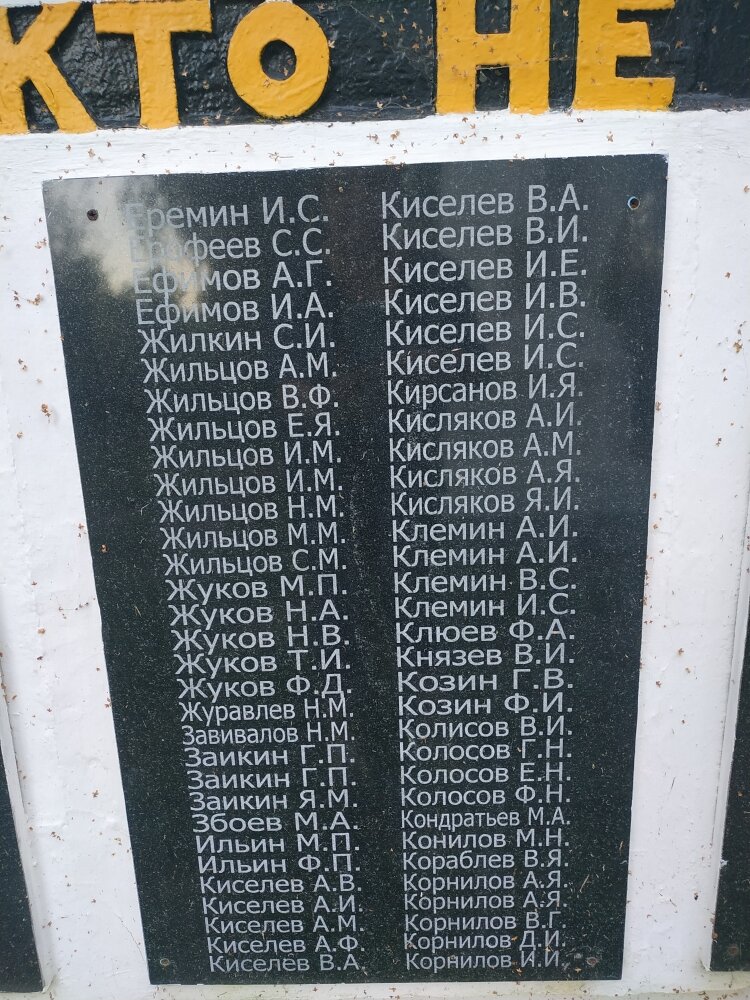 КТО НЕ
Еремин И.С.
Ерофеев С.С.
Ефимов А.Г.
Ефимов И.А.
Жилкин С.И.
Жильцов А.М.
Жильцов В.Ф.
Жильцов Е.Я.
Жильцов И.М.
Жильцов И.М.
Жильцов Н.М.
Жильцов М.М.
Жильцов С.М.
Жуков М.П.
Жуков Н.А.
Жуков Н.В.
Жуков Т.И.
Жуков Ф.Д.
Журавлев Н.М.
Завивалов Н.М.
Заикин Г.П.
Заикин Г.П.
Заикин Я.М.
Збоев М.А.
Ильин М.П.
Ильин Ф.П.
Киселев А.В.
Киселев А.И.
Киселев А.М.
Киселев А.Ф.
Киселев В.А.
Киселев В.А.
Киселев В.И.
Киселев И.Е.
Киселев И.В.
Киселев И.С.
Киселев И.С.
Кирсанов И.Я.
Кисляков А.И.
Кисляков А.М.
Кисляков А.Я.
Кисляков Я.И.
Клемин А.И.
Клемин А.И.
Клемин В.С.
Клемин И.С.
Клюев Ф.А.
Князев В.И.
Козин Г.В.
Козин Ф.И.
Колисов В.И.
Колосов Г.Н.
Колосов Е.Н.
Колосов Ф.Н.
Кондратьев М.А.
Конилов М.Н.
Кораблев В.Я.
Корнилов А.Я.
Корнилов А.Я.
Корнилов В.Г.
Корнилов Д.И.
Корнилов И.И.